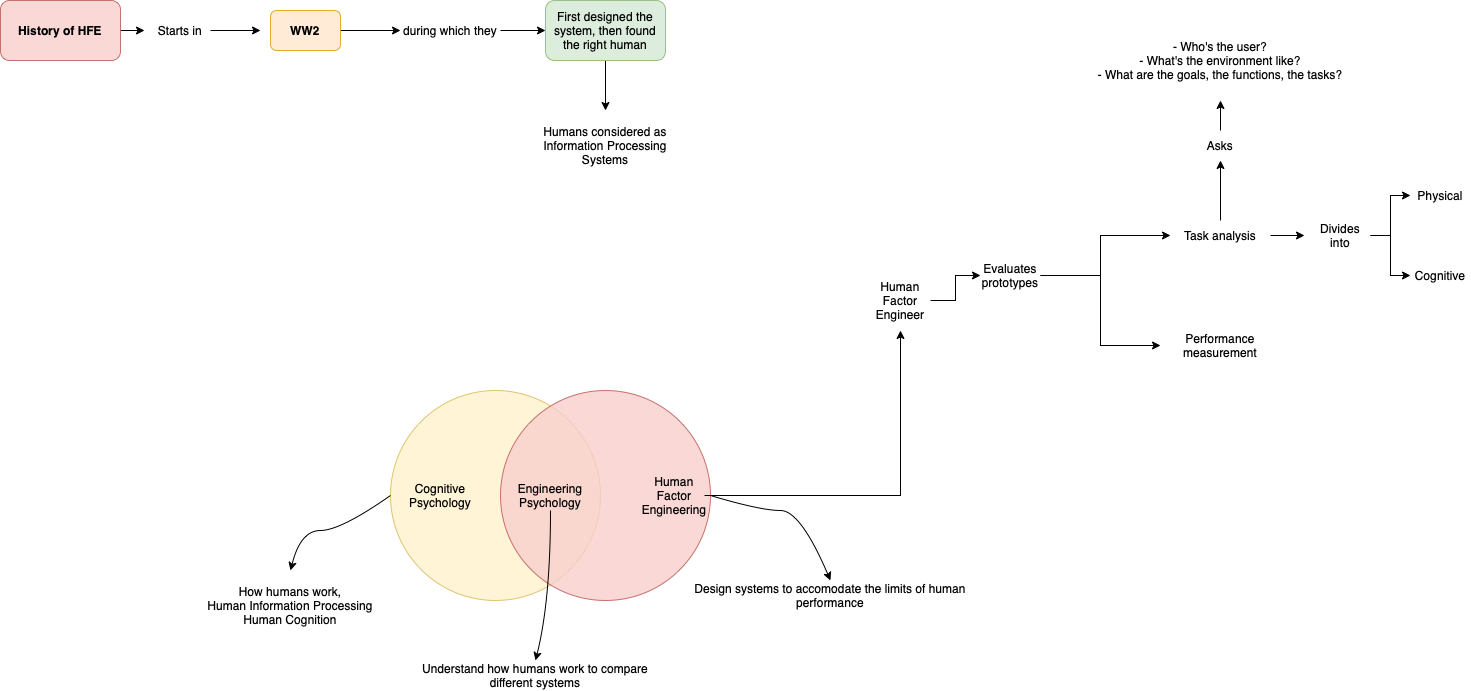 History of HFE
Starts in
WW2
during which they
First designed the
system, then found
the right human
Humans considered as
Information Processing
Systems
- Who's the user?
- What's the environment like?
- What are the goals, the functions, the tasks?
Asks
Task analysis
Divides
into
Physical
Cognitive
Evaluates
prototypes
Human
Factor
Engineer
Performance
measurement
Cognitive
Psychology
Engineering
Psychology
Human
Factor
Engineering
How humans work,
Human Information Processing
Human Cognition
Design systems to accomodate the limits of human
performance
Understand how humans work to compare
different systems